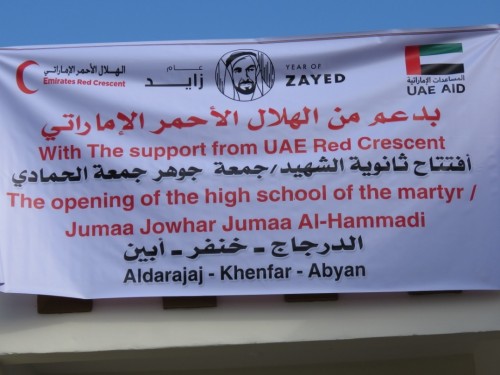 الهلال الأحمر الإماراتي
Emirates Red Crescent
عام
زايد
YEAR OF
ZAYED
المساعدات الإماراتية
UAE AID
بدعم من الهلال الأحمر الإماراتي
With The support from UAE Red Crescent
أفتتاح ثانوية الشهيد/جمعة جوهر جمعة الحمادي
The opening of the high school of the martyr /
Jumaa Jowhar Jumaa Al-Hammadi
الدرجاج - خنفر - أبين
Aldarajaj - Khenfar - Abyan